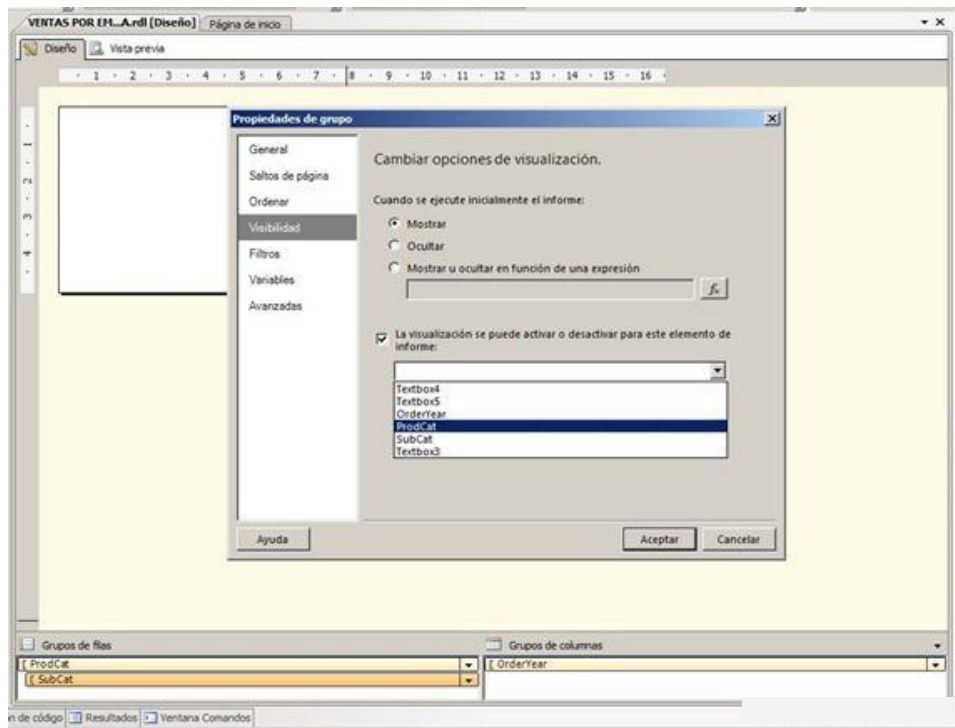 VENTAS POR EM...A.rdl [Diseño] Página de inicio
Diseño Vista previa
1 2 3 4 5 6 7 8 9 10 11 12 13 14 15 16
1 2 3 4
Propiedades de grupo
General
Saltos de página
Ordenar
Visibilidad
Filtros
Variables
Avanzadas
Cambiar opciones de visualización.
Cuando se ejecute inicialmente el informe:
Mostrar
Ocultar
Mostrar u ocultar en función de una expresión
fx
La visualización se puede activar o desactivar para este elemento de
informe:
Textbox4
Textbox5
OrderYear
ProdCat
SubCat
Textbox3
Ayuda Aceptar Cancelar
Grupos de filas Grupos de columnas
[ ProdCat [ OrderYear
[ SubCat
n de código Resultados Ventana Comandos